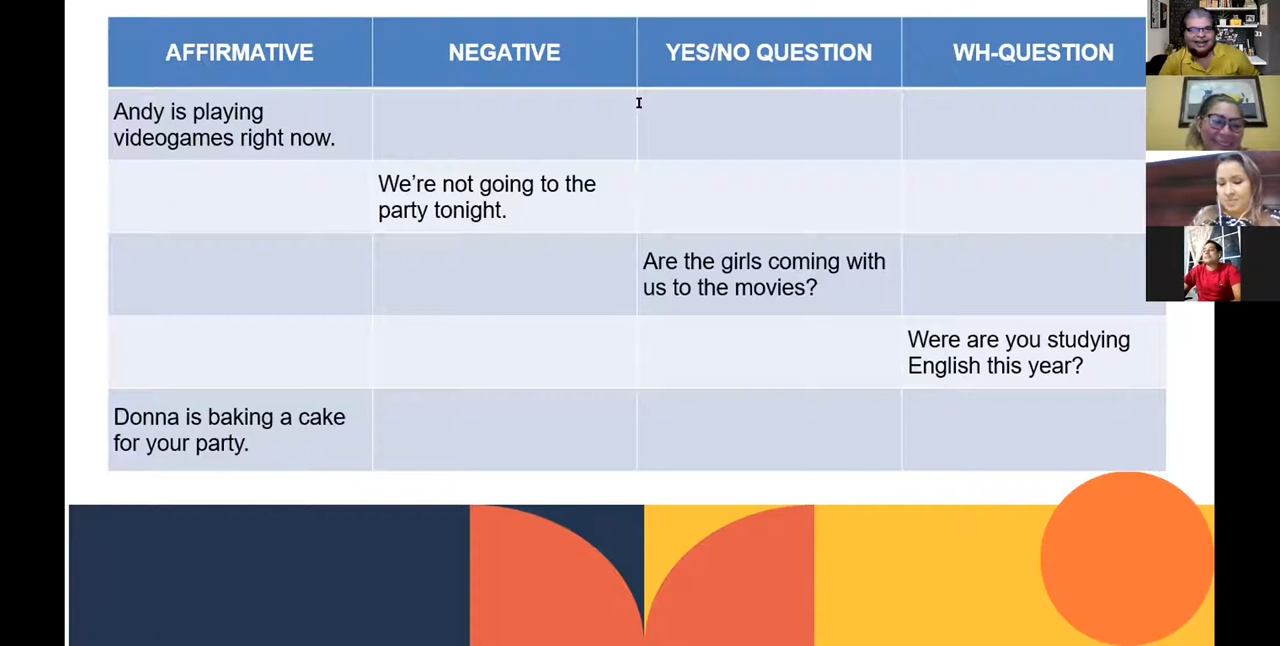 AFFIRMATIVE
NEGATIVE
YES/NO QUESTION
WH-QUESTION
Andy is playing
videogames right now.
We’re not going to the
party tonight.
Are the girls coming with
us to the movies?
Were are you studying
English this year?
Donna is baking a cake
for your party.